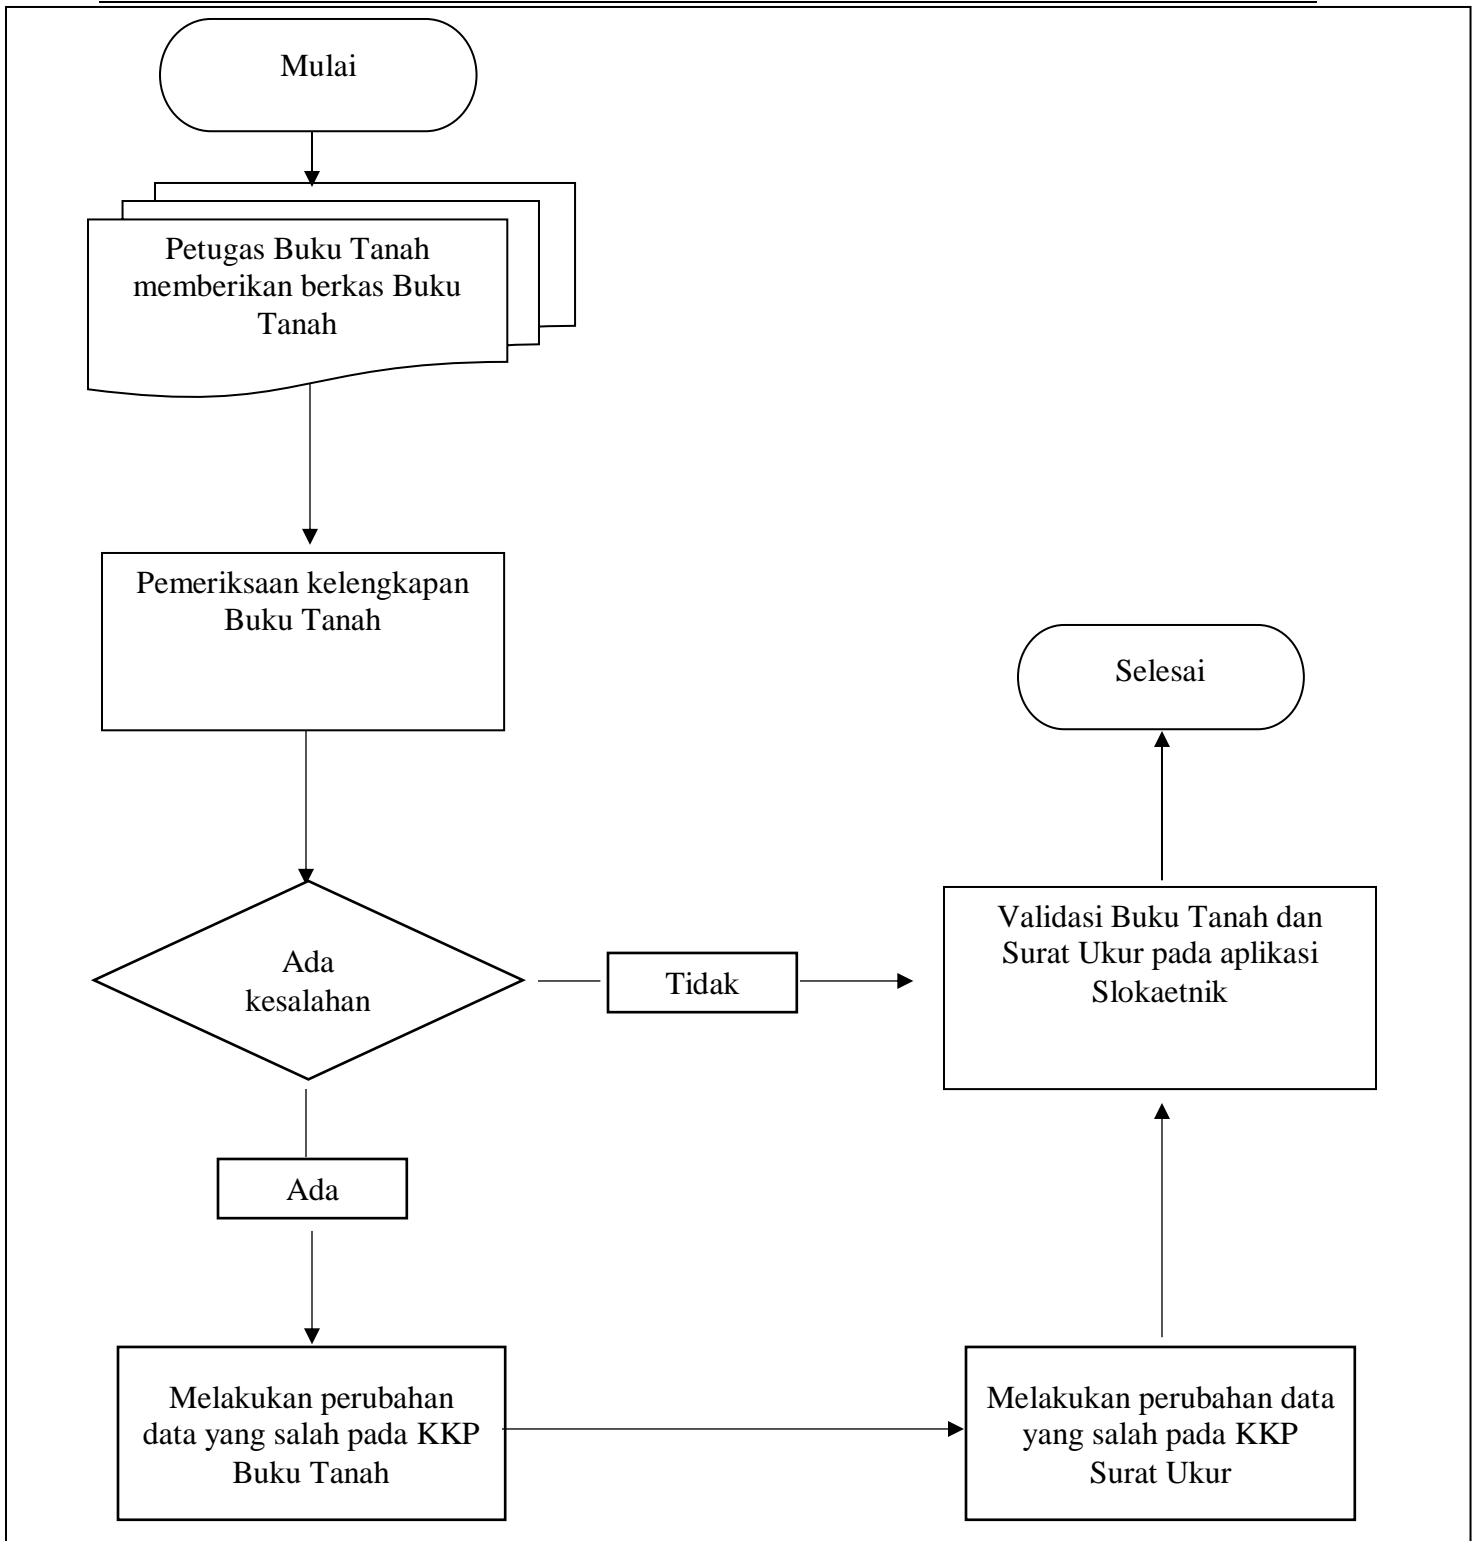 Mulai
Petugas Buku Tanah
memberikan berkas Buku
Tanah
Pemeriksaan kelengkapan
Buku Tanah
Selesai
Ada
kesalahan
Tidak
Validasi Buku Tanah dan
Surat Ukur pada aplikasi
Slokaetnik
Ada
Melakukan perubahan
data yang salah pada KKP
Buku Tanah
Melakukan perubahan data
yang salah pada KKP
Surat Ukur